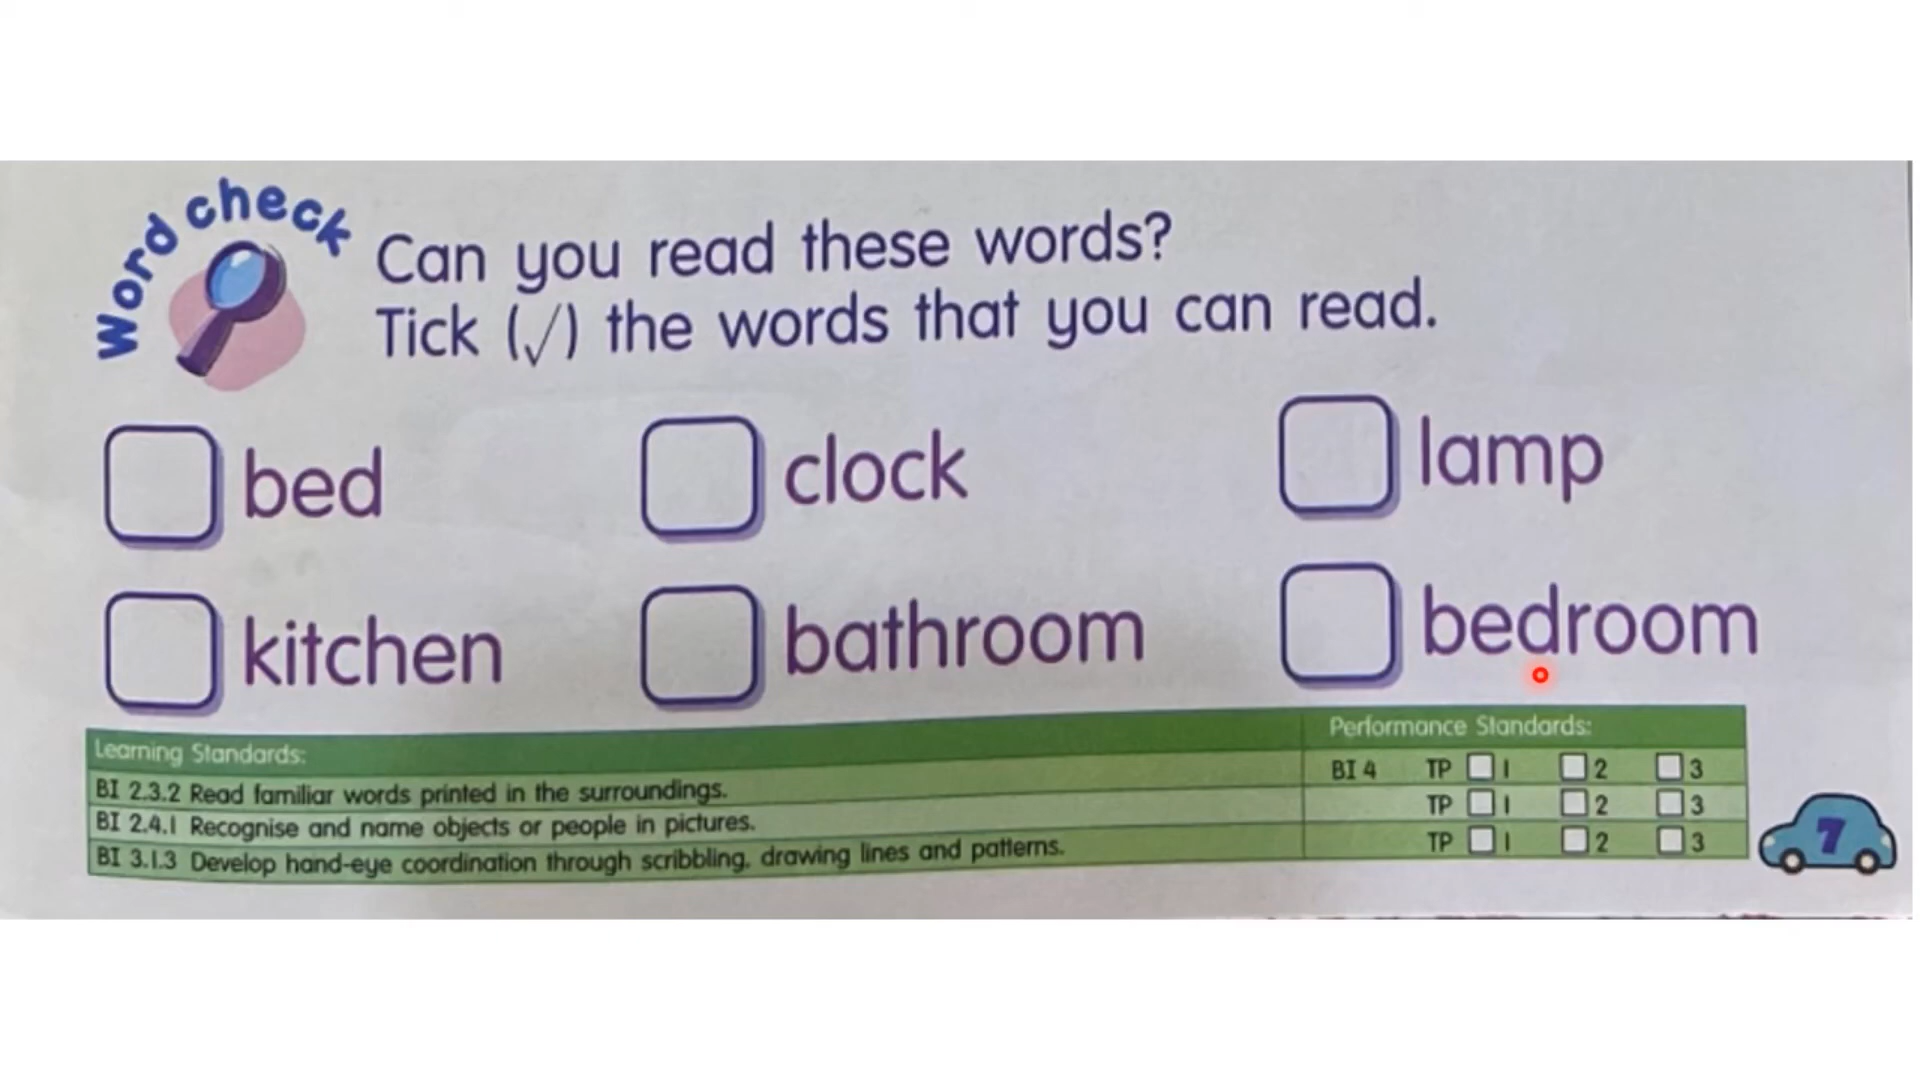 Word check
Can you read these words?
Tick (√) the words that you can read.
bed clock lamp
kitchen bathroom bedroom
Learning Standards: Performance Standards:
BI 2.3.2 Read familiar words printed in the surroundings. BI 4 TP 1 2 3
BI 2.4.1 Recognise and name objects or people in pictures. TP 1 2 3
BI 3.1.3 Develop hand-eye coordination through scribbling, drawing lines and patterns. TP 1 2 3
7